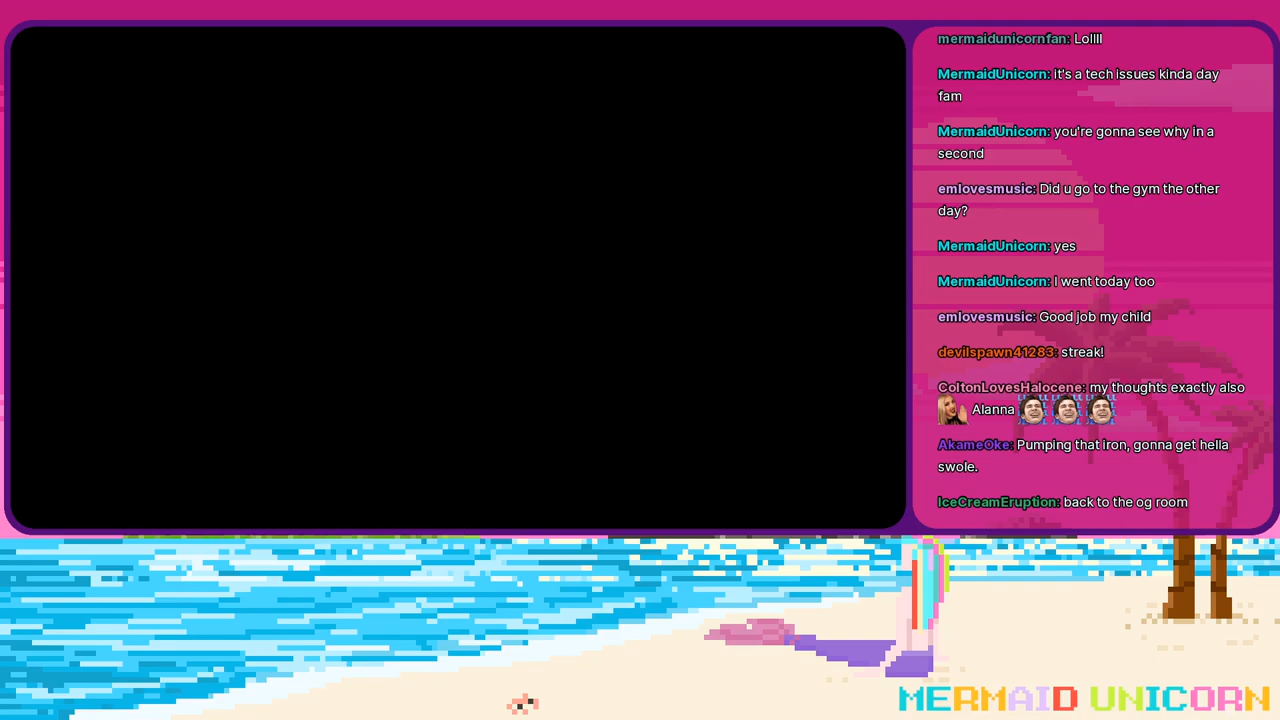 mermaidunicornfan: Lollll
MermaidUnicorn: It's a tech issues kinda day
fam
MermaidUnicorn: you're gonna see why in a
second
emlovesmusic: Did u go to the gym the other
day?
MermaidUnicorn: yes
MermaidUnicorn: I went today too
emlovesmusic: Good job my child
devilspawn41283: streak!
ColtonLovesHalocene: my thoughts exactly also
Alanna
AkameOke: Pumping that iron, gonna get hella
swole.
IceCreamEruption: back to the og room
MERMAID UNICORN